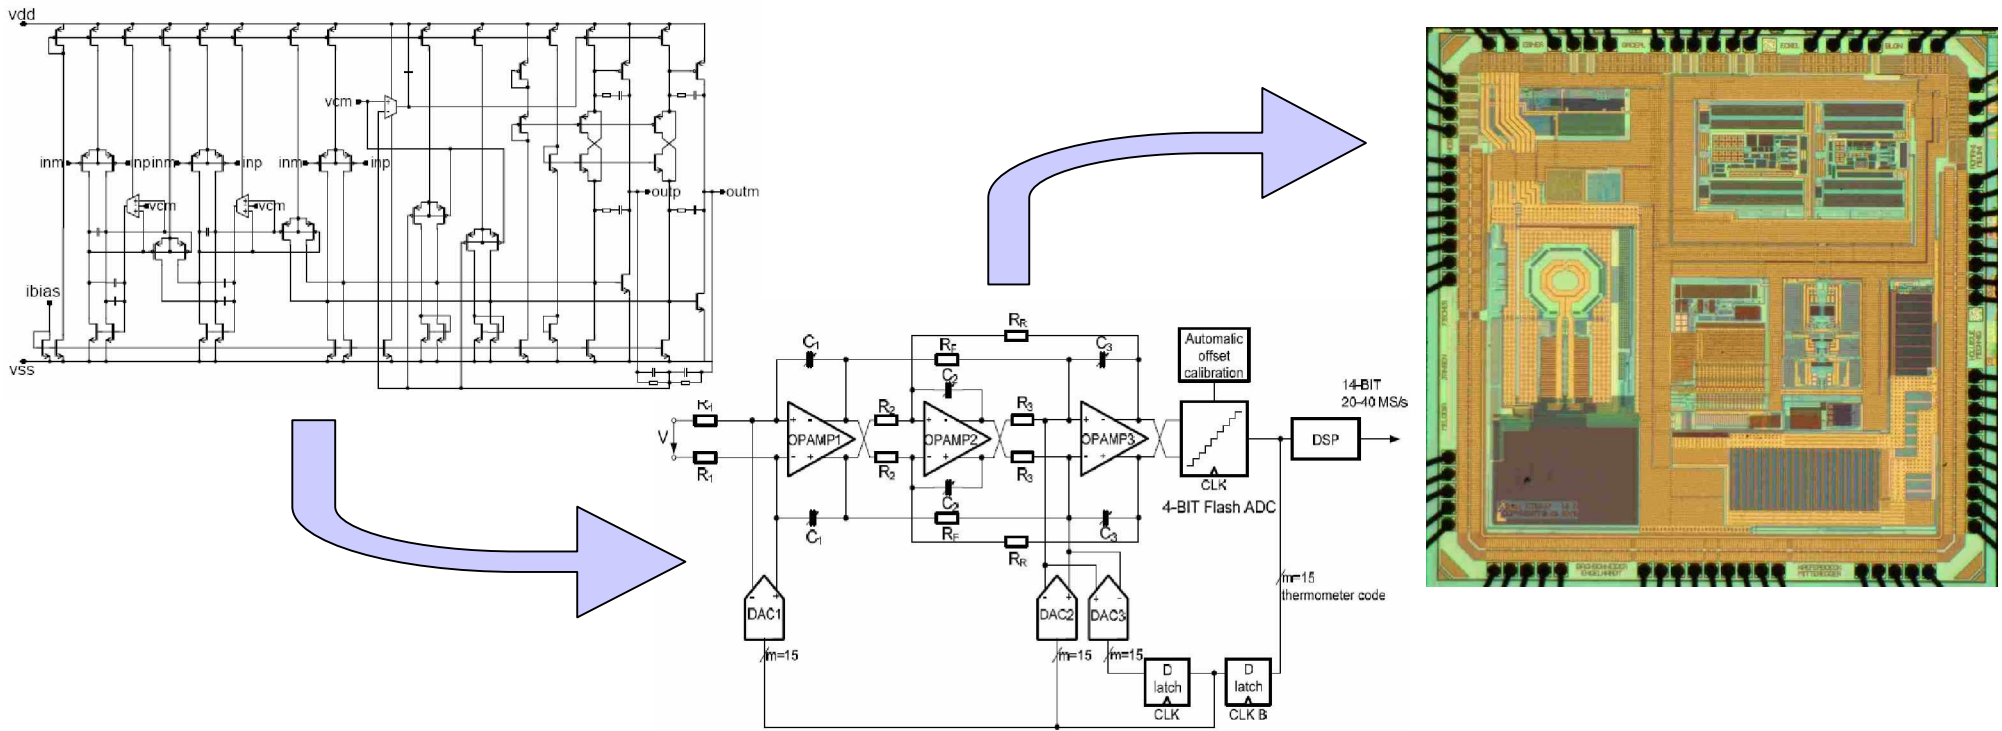 vdd
vcm
inm
inp
inm
inp
inm
inp
vcm
vcm
outp
outm
ibias
vss
R_R
C_1
R_F
C_3
Automatic
offset
calibration
C_2
14-BIT
20-40 MS/s
R_1
R_2
R_3
V
OPAMP1
OPAMP2
OPAMP3
DSP
R_1
R_2
R_3
CLK
C_2
4-BIT Flash ADC
C_1
R_F
C_3
R_R
m=15
thermometer code
DAC1
DAC2
DAC3
m=15
m=15
m=15
D
latch
D
latch
CLK
CLK B